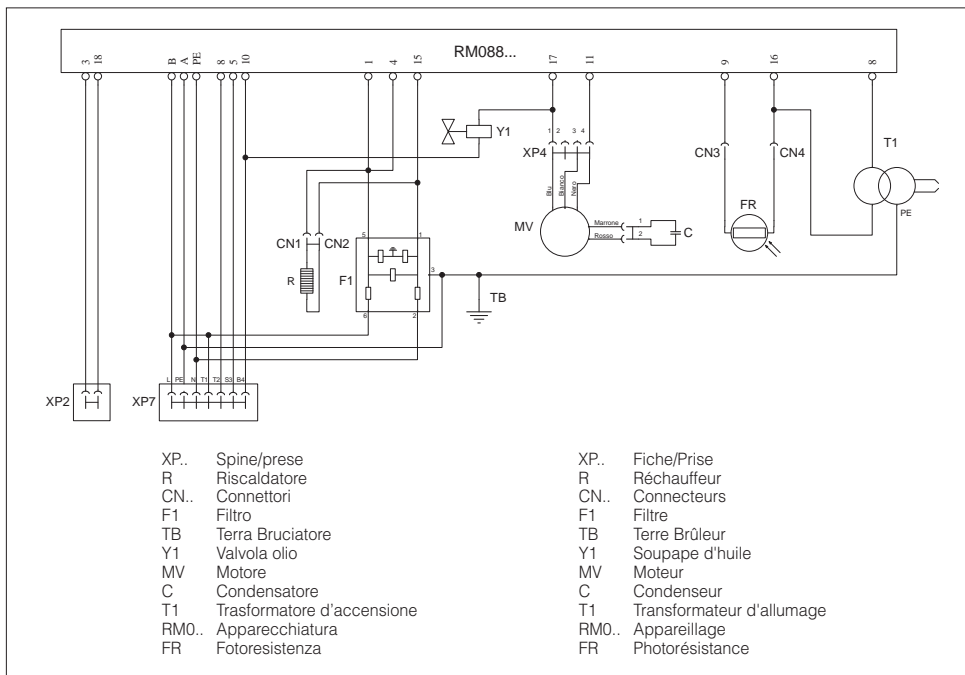 RM088...
3 18 B A PE 8 5 10 1 4 15 17 11 9 16 8
Y1
1 2 3 4
XP4
CN3 CN4
T1
Blu Bianco Nero
FR
PE
MV
Marrone 1
Rosso 2
C
CN1 CN2
5 1
R
F1
3
TB
6 2
L PE N T1 T2 S3 B4
XP2
XP7
XP.. Spine/prese
R Riscaldatore
CN.. Connettori
F1 Filtro
TB Terra Bruciatore
Y1 Valvola olio
MV Motore
C Condensatore
T1 Trasformatore d'accensione
RM0.. Apparecchiatura
FR Fotoresistenza
XP.. Fiche/Prise
R Réchauffeur
CN.. Connecteurs
F1 Filtre
TB Terre Brûleur
Y1 Soupape d'huile
MV Moteur
C Condenseur
T1 Transformateur d'allumage
RM0.. Appareillage
FR Photorésistance